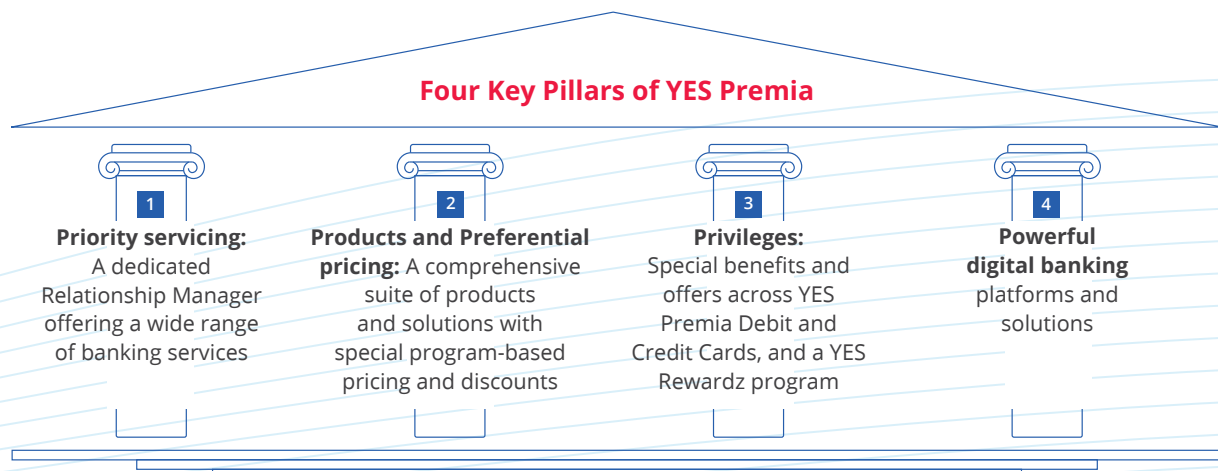 Four Key Pillars of YES Premia
1
Priority servicing:
A dedicated
Relationship Manager
offering a wide range
of banking services
2
Products and Preferential
pricing: A comprehensive
suite of products
and solutions with
special program-based
pricing and discounts
3
Privileges:
Special benefits and
offers across YES
Premia Debit and
Credit Cards, and a YES
Rewardz program
4
Powerful
digital banking
platforms and
solutions